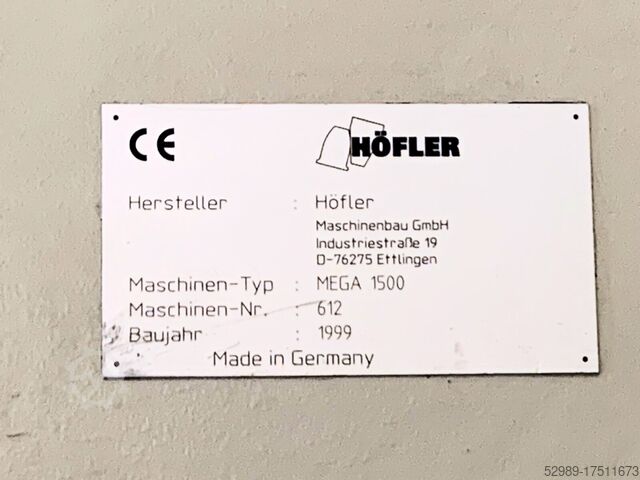 CE HÖFLER
Hersteller : Höfler
Maschinenbau GmbH
Industriestraße 19
D-76275 Ettlingen
Maschinen-Typ : MEGA 1500
Maschinen-Nr. : 612
Baujahr : 1999
Made in Germany
52989-17511673